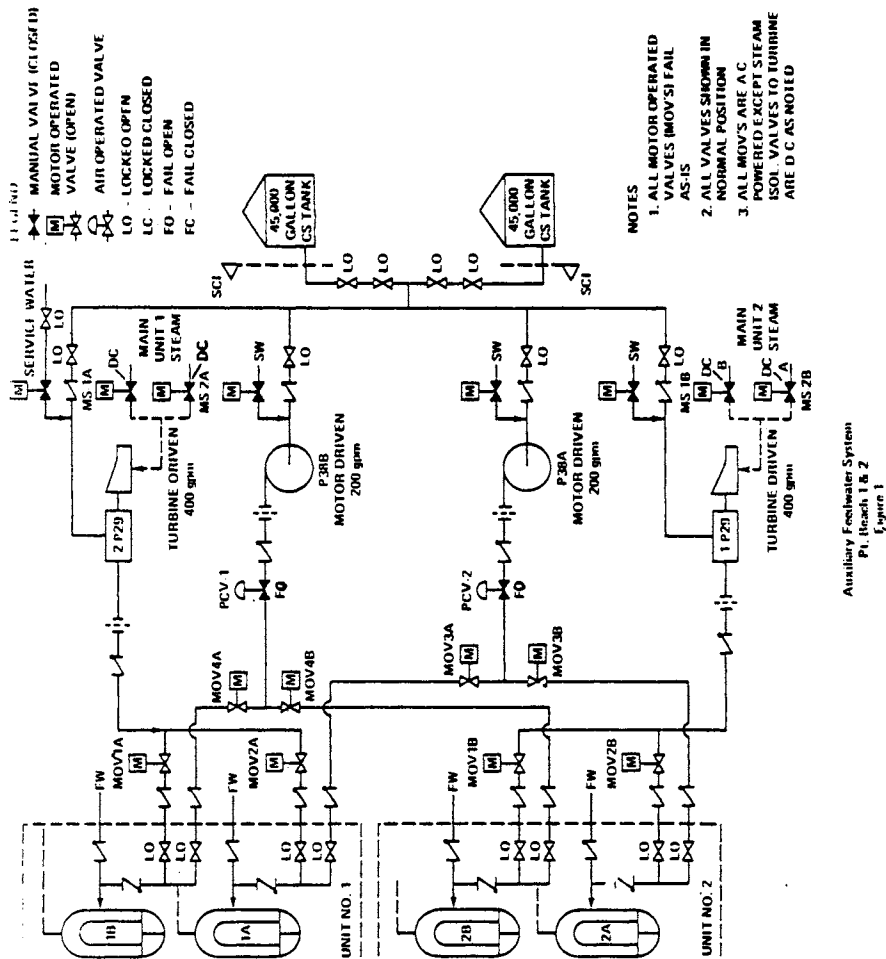 LEGEND
MANUAL VALVE (CLOSED)
MOTOR OPERATED
VALVE (OPEN)
AIR OPERATED VALVE
LO - LOCKED OPEN
LC - LOCKED CLOSED
FO - FAIL OPEN
FC - FAIL CLOSED
SERVICE WATER
M
LO
LO
MS 1A
M
DC
MAIN
UNIT 1
STEAM
M
DC
MS 2A
2 P29
TURBINE DRIVEN
400 gpm
M
SW
LO
P38B
MOTOR DRIVEN
200 gpm
PCV-1
FO
45,000
GALLON
CS TANK
SCI
LO
LO
LO
LO
45,000
GALLON
CS TANK
SCI
M
SW
LO
P38A
MOTOR DRIVEN
200 gpm
PCV-2
FO
M
SW
LO
MS 1B
M
DC
B
MAIN
UNIT 2
STEAM
M
DC
A
MS 2B
1 P29
TURBINE DRIVEN
400 gpm
MOV4A
M
M
MOV4B
MOV3A
M
M
MOV3B
MOV1A
M
MOV2A
M
MOV1B
M
MOV2B
M
FW
LO
LO
1B
FW
LO
LO
1A
UNIT NO. 1
FW
LO
LO
2B
FW
LO
LO
2A
UNIT NO. 2
NOTES
1. ALL MOTOR OPERATED
VALVES (MOV'S) FAIL
AS-IS
2. ALL VALVES SHOWN IN
NORMAL POSITION
3. ALL MOV'S ARE A C
POWERED EXCEPT STEAM
ISOL. VALVES TO TURBINE
ARE D C AS NOTED
Auxiliary Feedwater System
Pt. Beach 1 & 2
Figure 1